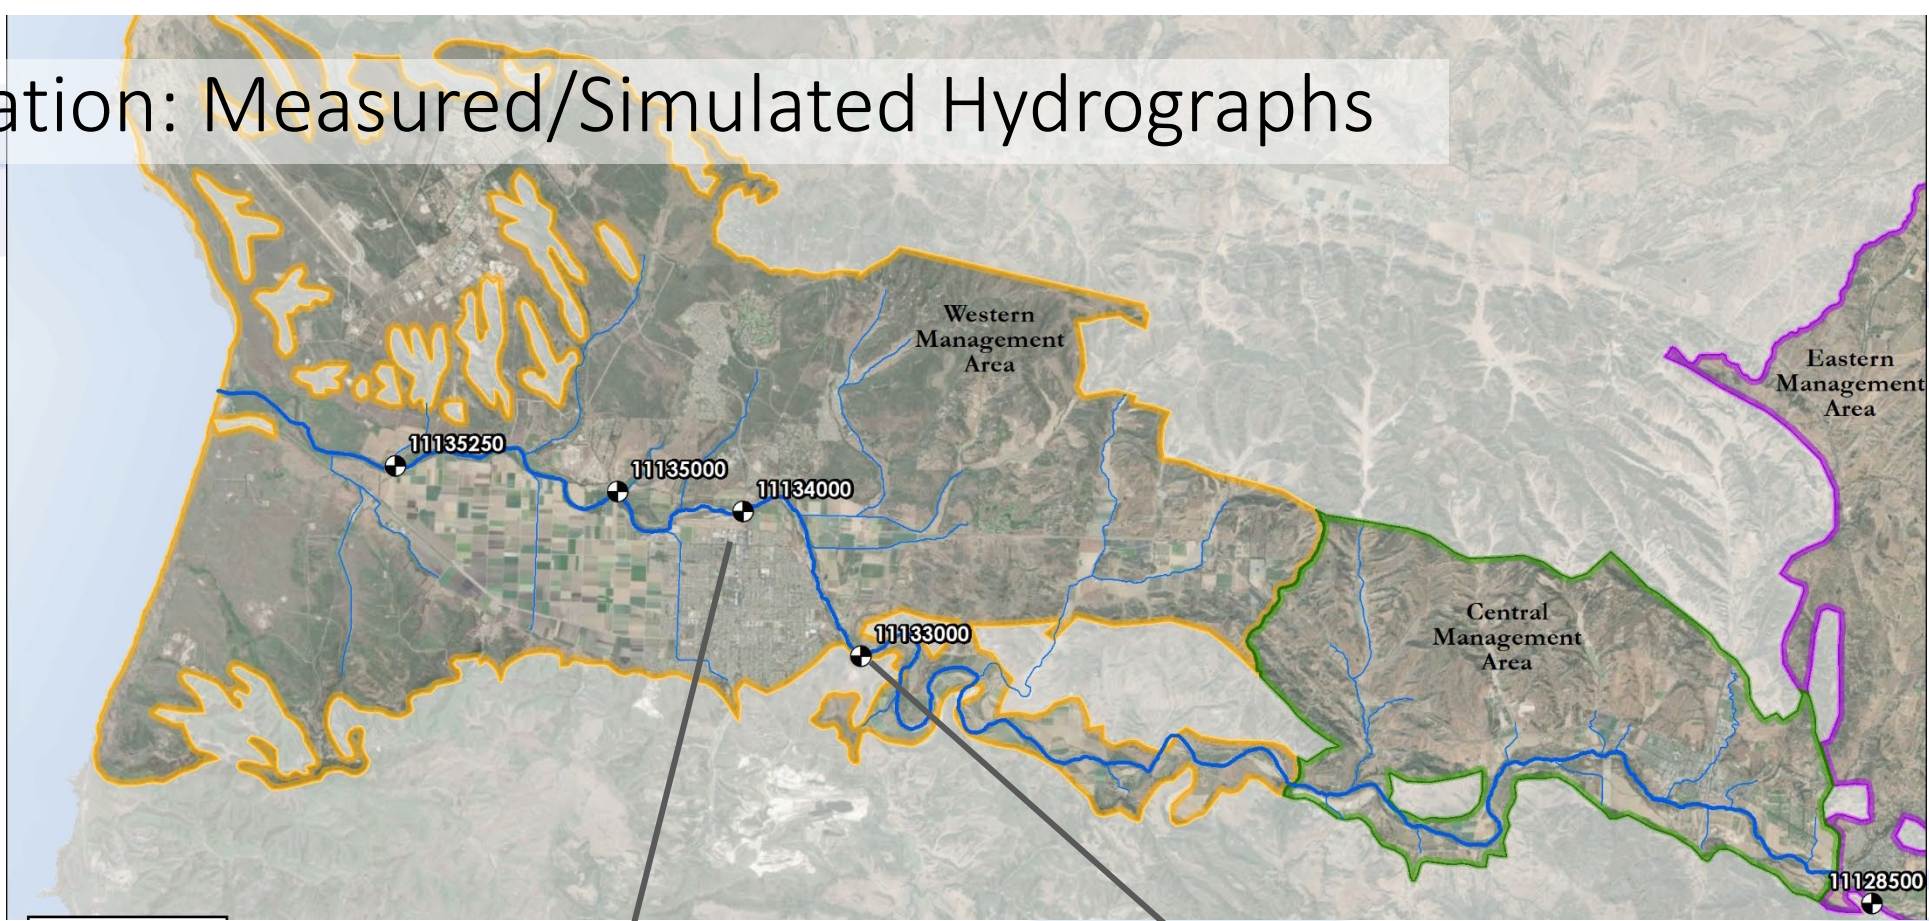 ation: Measured/Simulated Hydrographs
Western
Management
Area
Eastern
Management
Area
11135250
11135000
11134000
11133000
Central
Management
Area
11128500